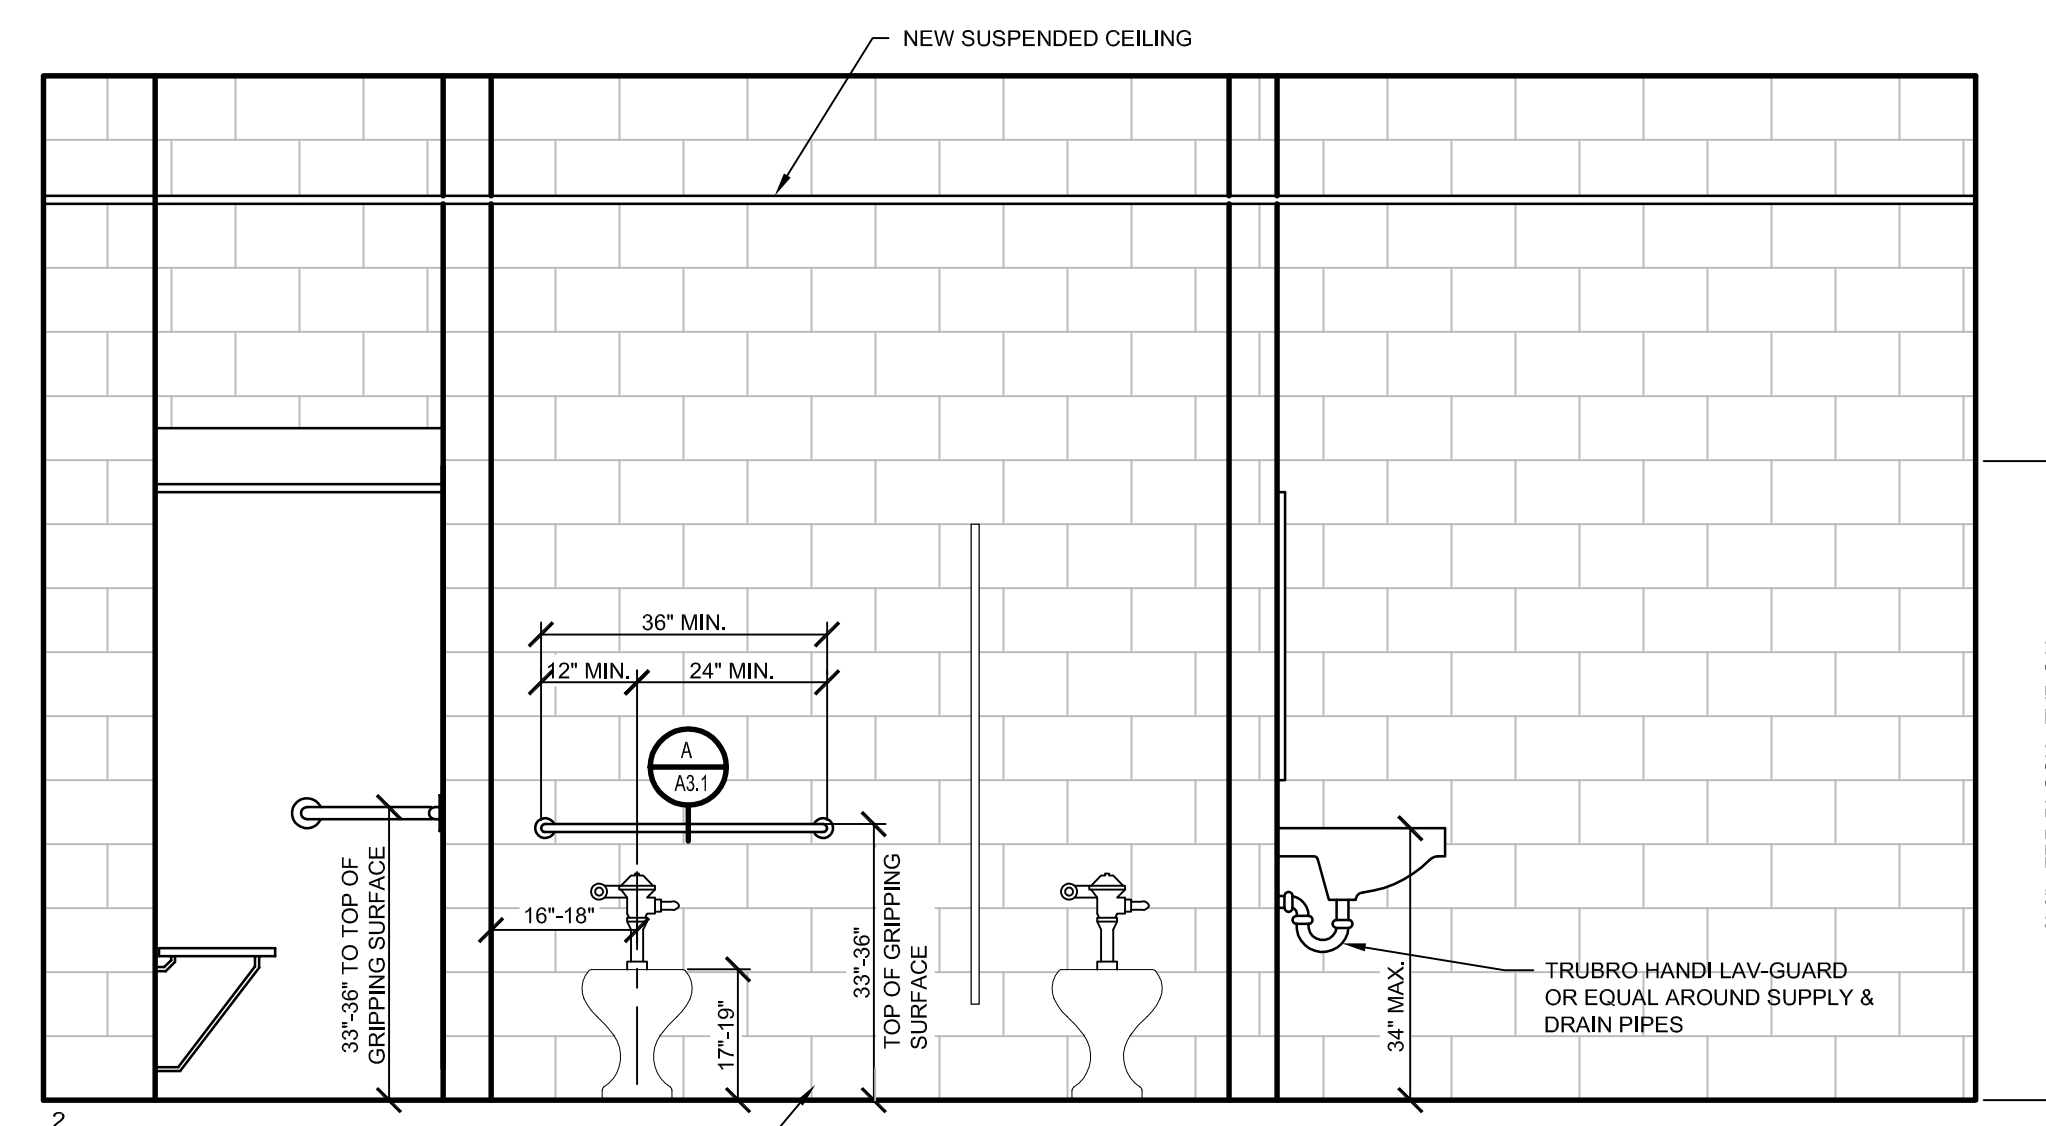 NEW SUSPENDED CEILING
36" MIN.
12" MIN.
24" MIN.
A
A3.1
33"-36" TO TOP OF
GRIPPING SURFACE
16"-18"
17"-19"
33"-36"
TOP OF GRIPPING
SURFACE
34" MAX.
TRUBRO HANDI LAV-GUARD
OR EQUAL AROUND SUPPLY &
DRAIN PIPES
2